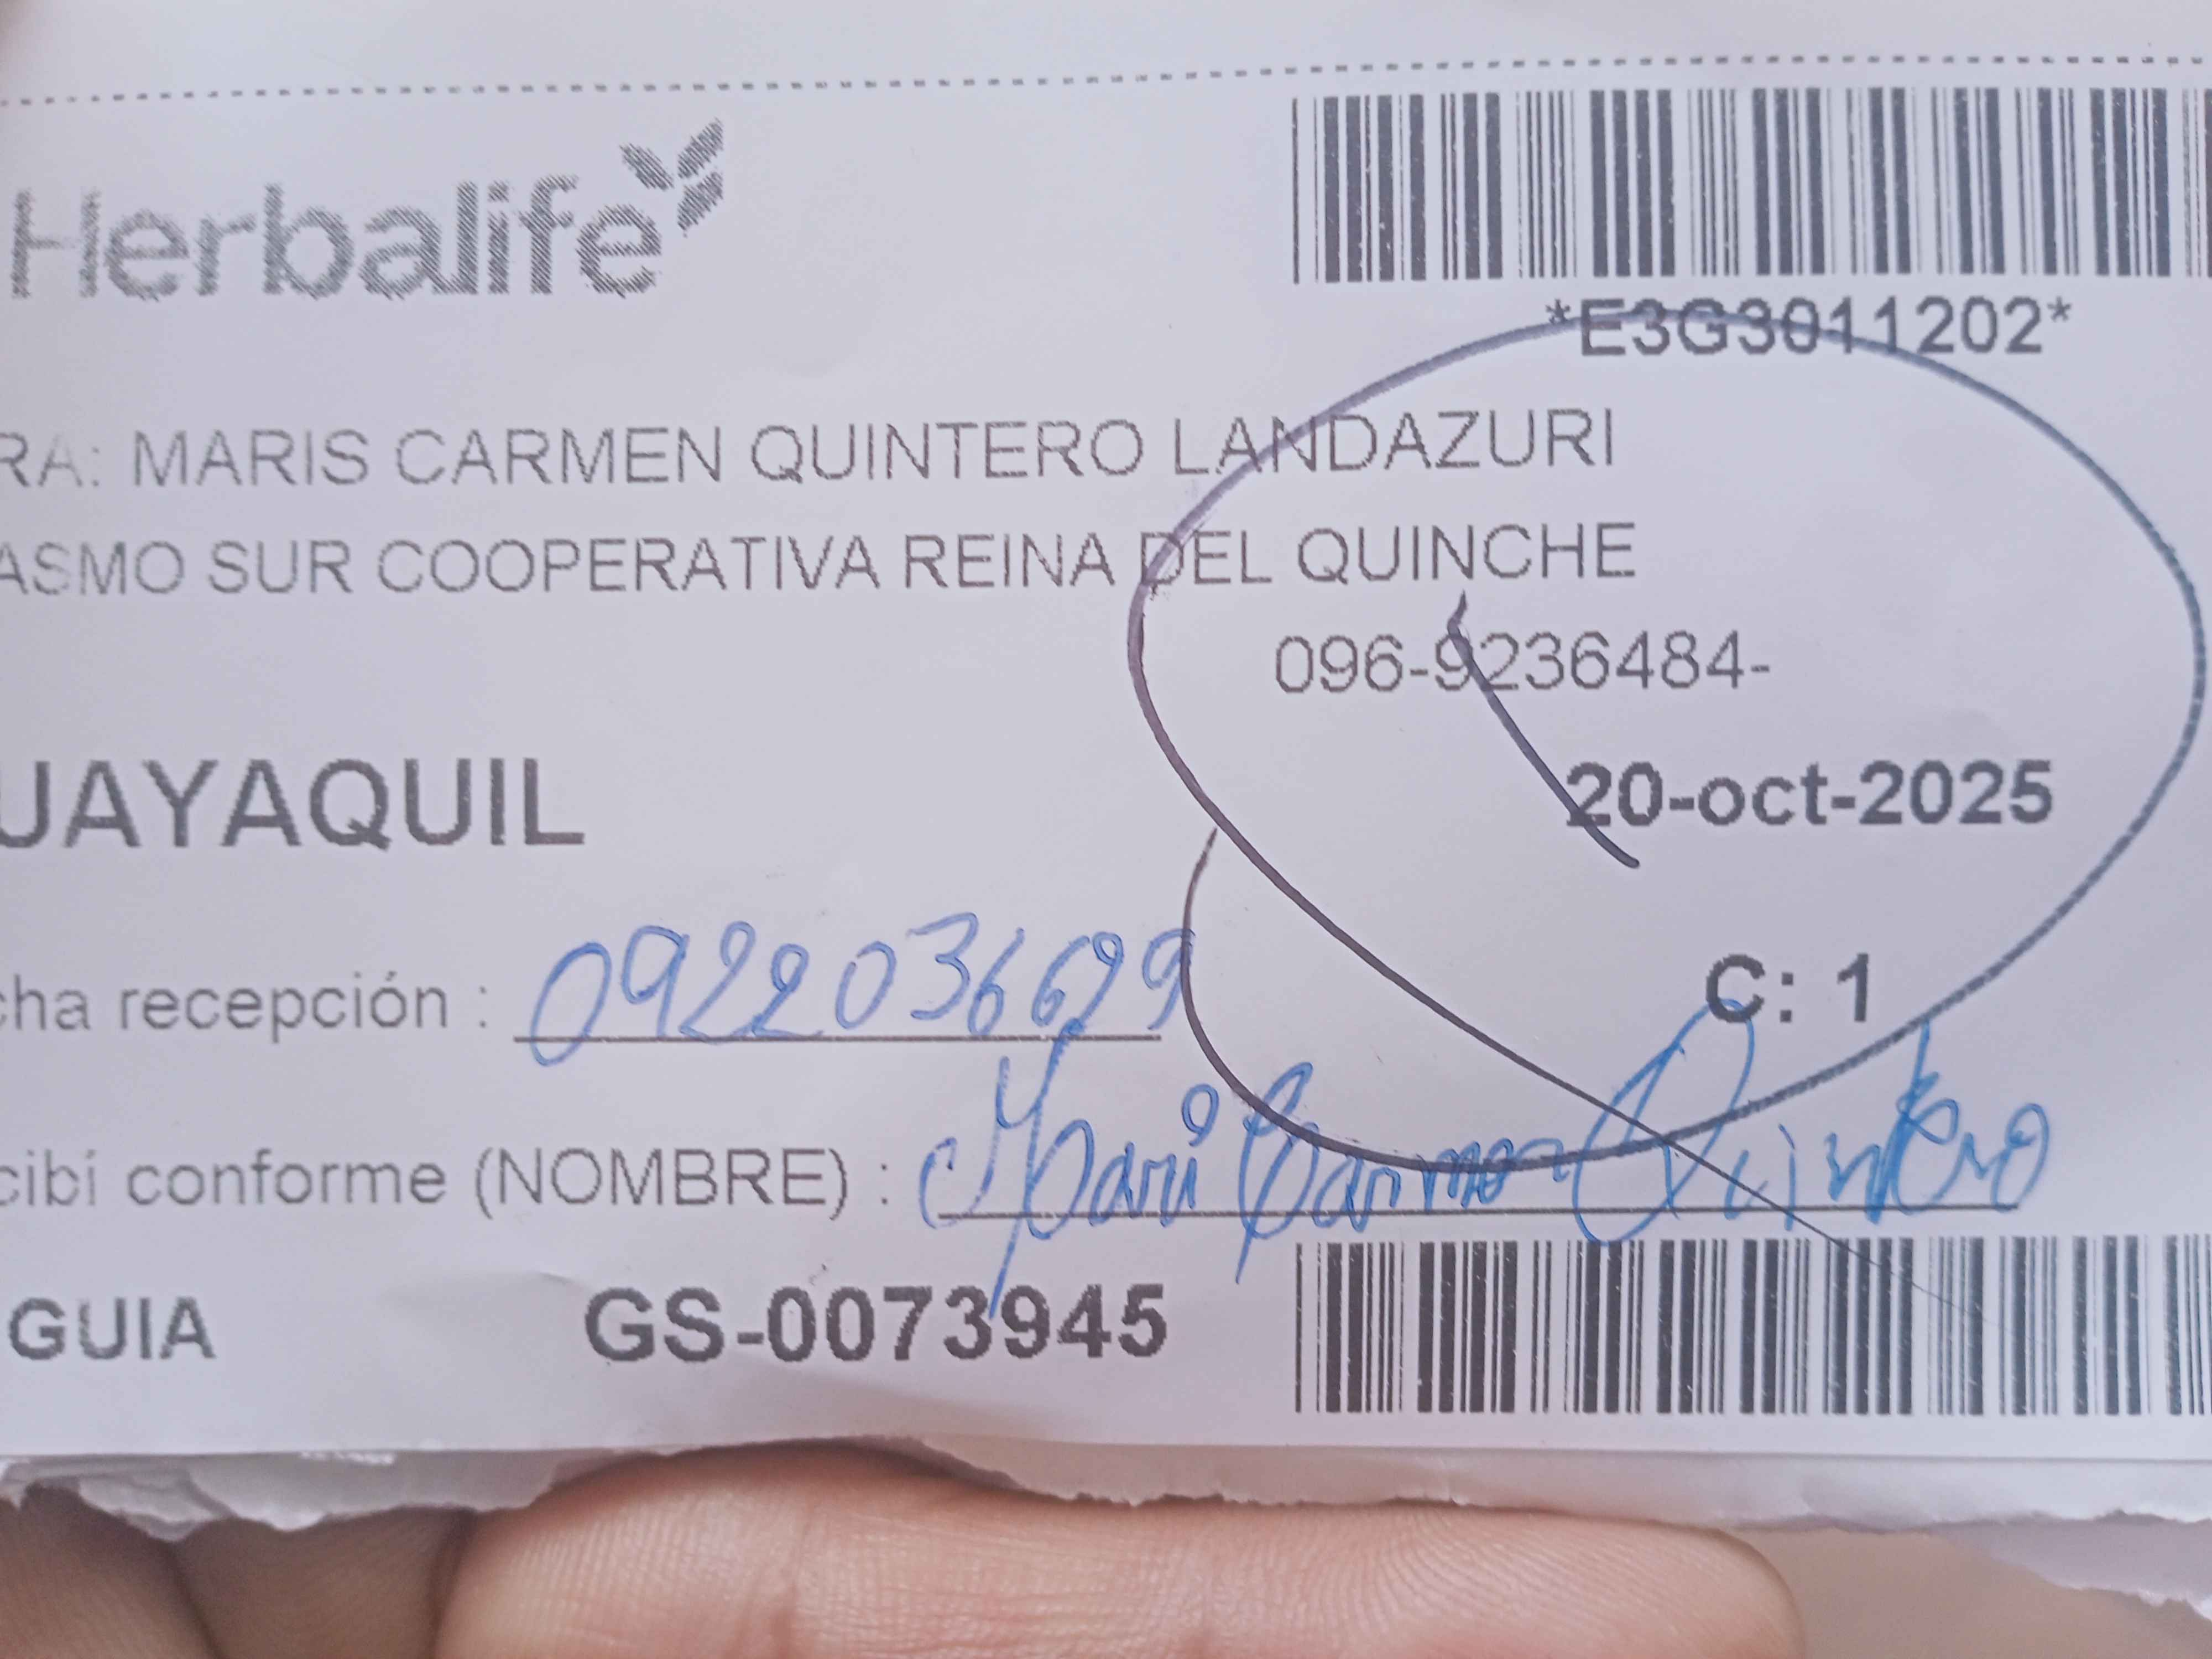 Herbalife
*E3G3011202*
RA: MARIS CARMEN QUINTERO LANDAZURI
ASMO SUR COOPERATIVA REINA DEL QUINCHE
096-9236484-
UAYAQUIL
20-oct-2025
C: 1
cha recepción : 0922036699
cibí conforme (NOMBRE) : Mari Carmen Quintero
GUIA GS-0073945